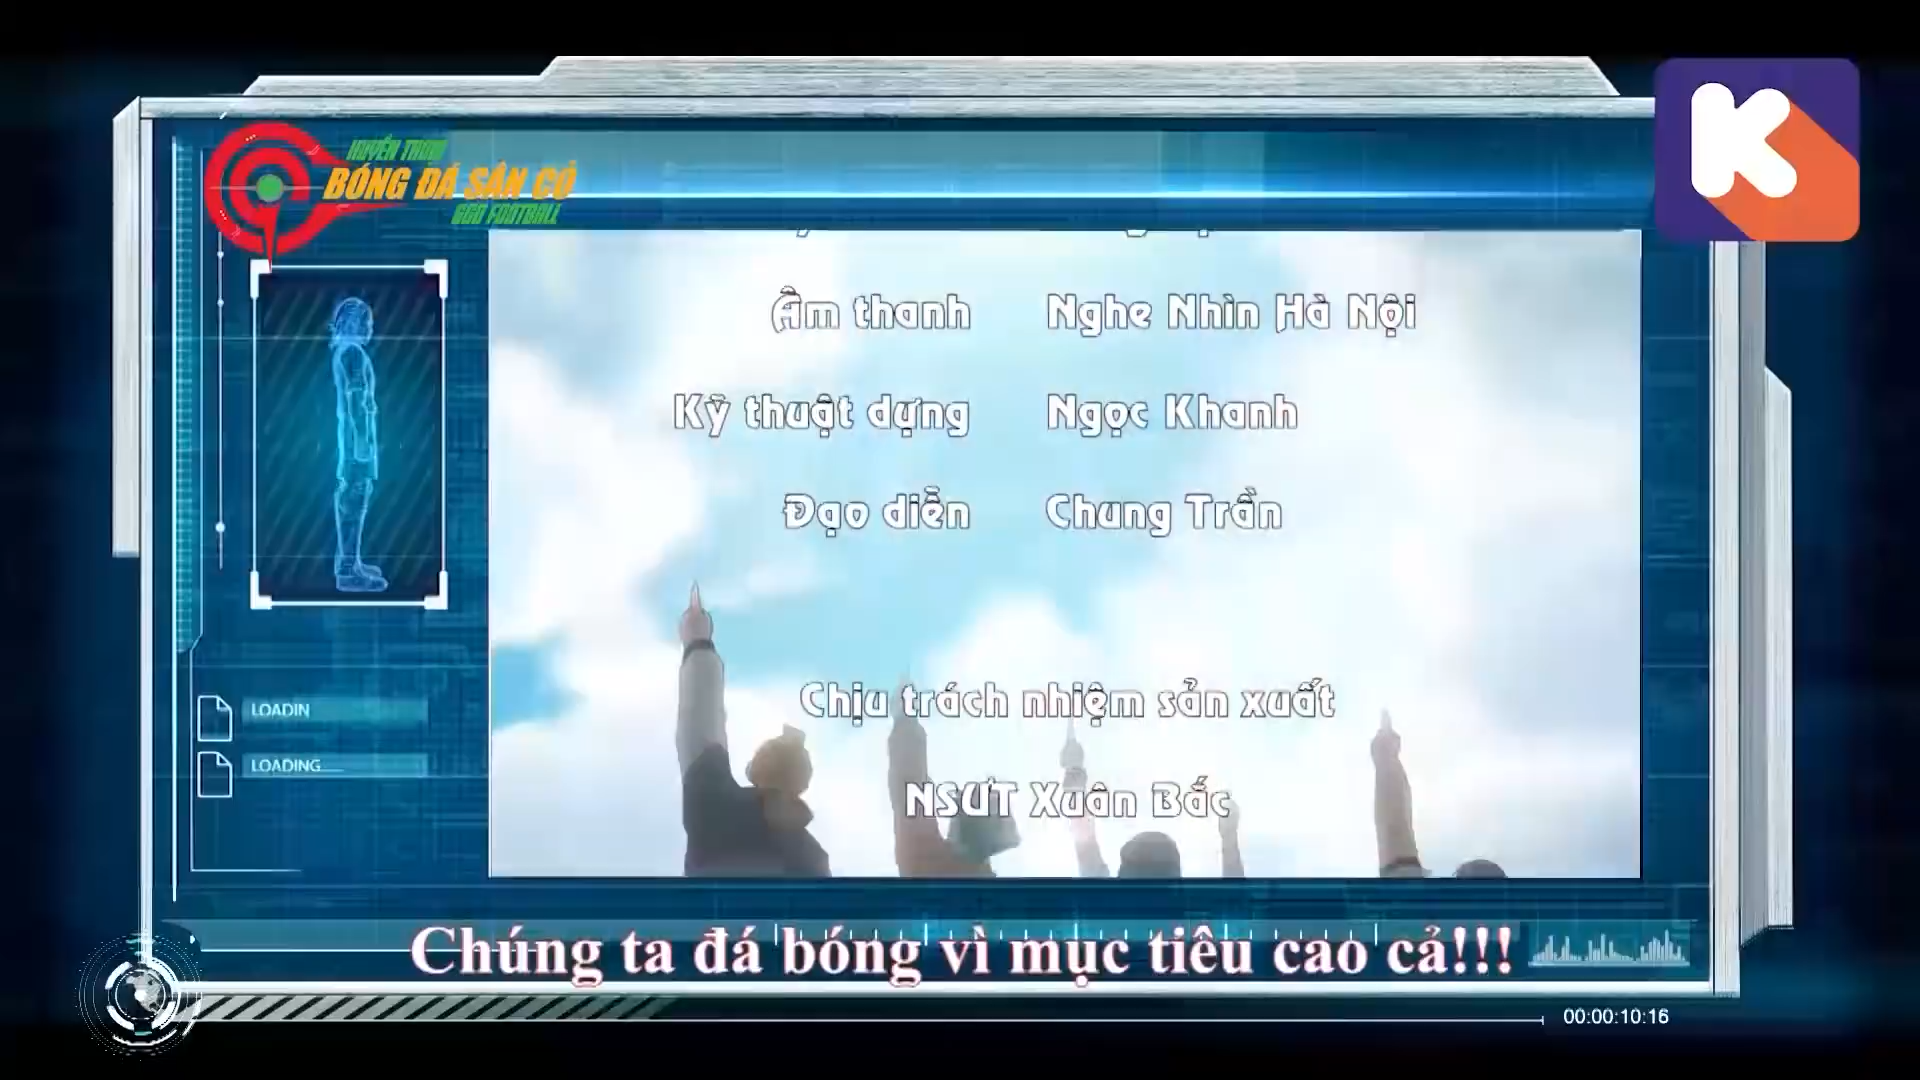 K
HUYỀN THOẠI
BÓNG ĐÁ SÂN CỎ
GGO FOOTBALL
Âm thanh Nghe Nhìn Hà Nội
Kỹ thuật dựng Ngọc Khanh
Đạo diễn Chung Trần
Chịu trách nhiệm sản xuất
NSƯT Xuân Bắc
LOADIN
LOADING
Chúng ta đá bóng vì mục tiêu cao cả!!!
00:00:10:16